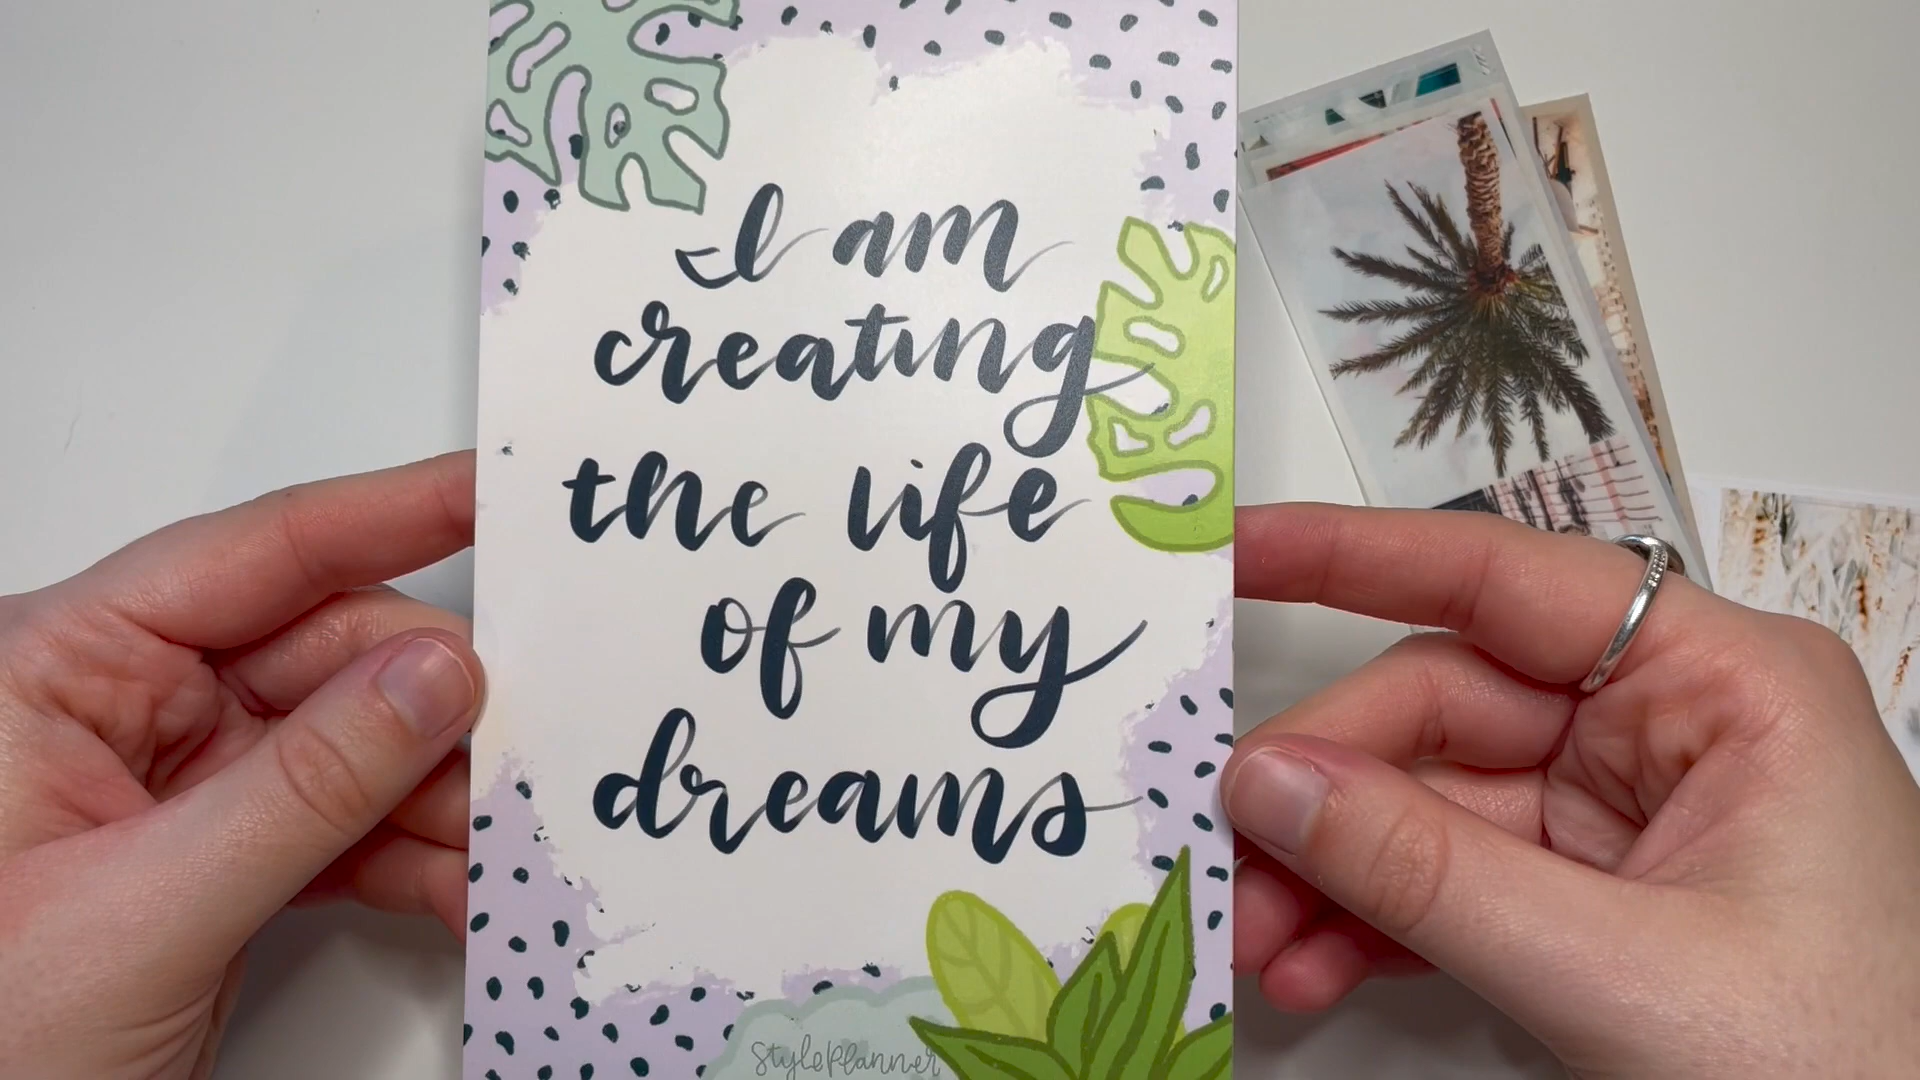 I am
creating
the life
of my
dreams
StylePlanner